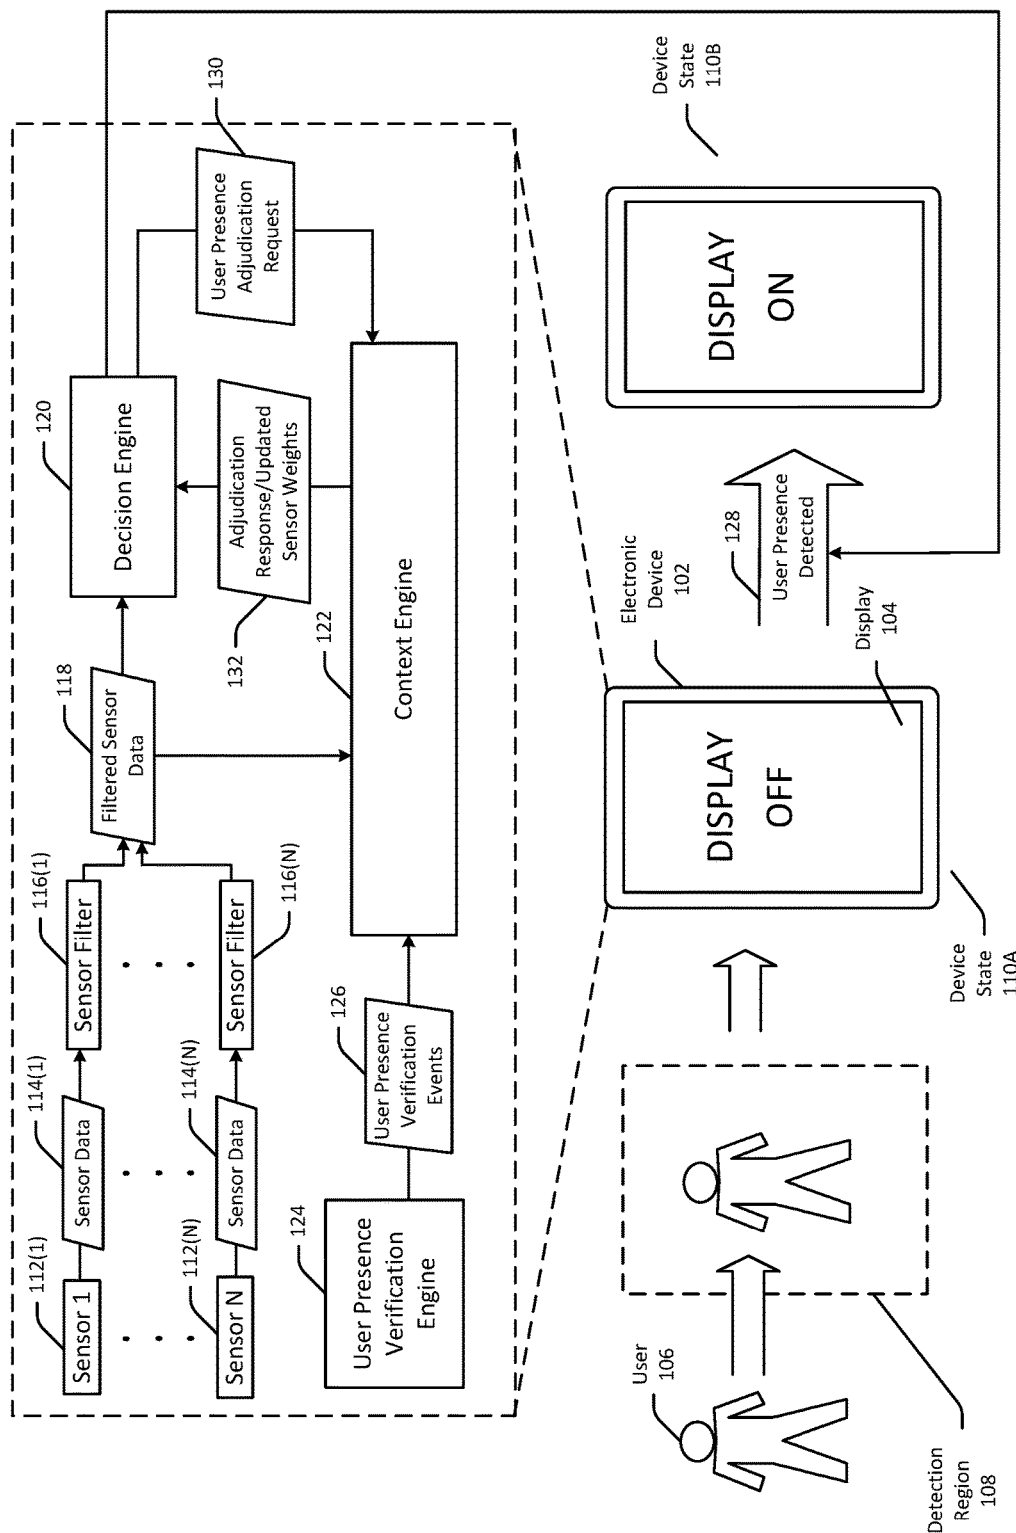 Sensor 1
112(1)
Sensor Data
114(1)
Sensor Filter
116(1)
Sensor N
112(N)
Sensor Data
114(N)
Sensor Filter
116(N)
Filtered Sensor
Data
118
Decision Engine
120
User Presence
Adjudication
Request
130
Adjudication
Response/Updated
Sensor Weights
132
Context Engine
122
User Presence
Verification
Engine
124
User Presence
Verification
Events
126
User
106
Detection
Region
108
Device
State
110A
DISPLAY
OFF
Electronic
Device
102
Display
104
128
User Presence
Detected
DISPLAY
ON
Device
State
110B